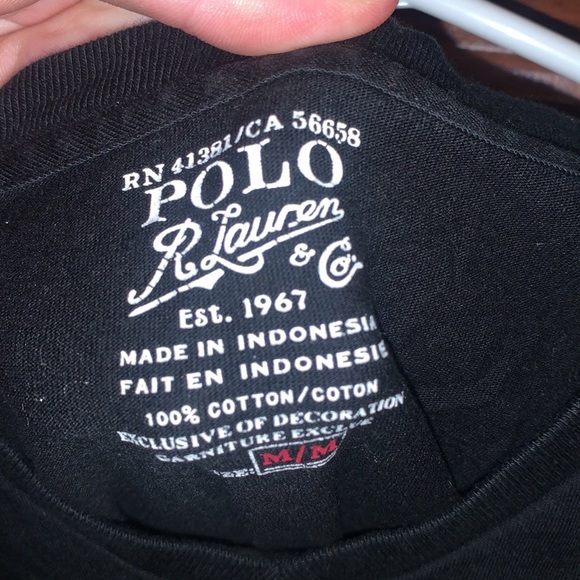 RN 41381/CA 56658
POLO
R. Lauren
& Co.
Est. 1967
MADE IN INDONESIA
FAIT EN INDONESIE
100% COTTON/COTON
EXCLUSIVE OF DECORATION
GARNITURE EXCLUE
M/M